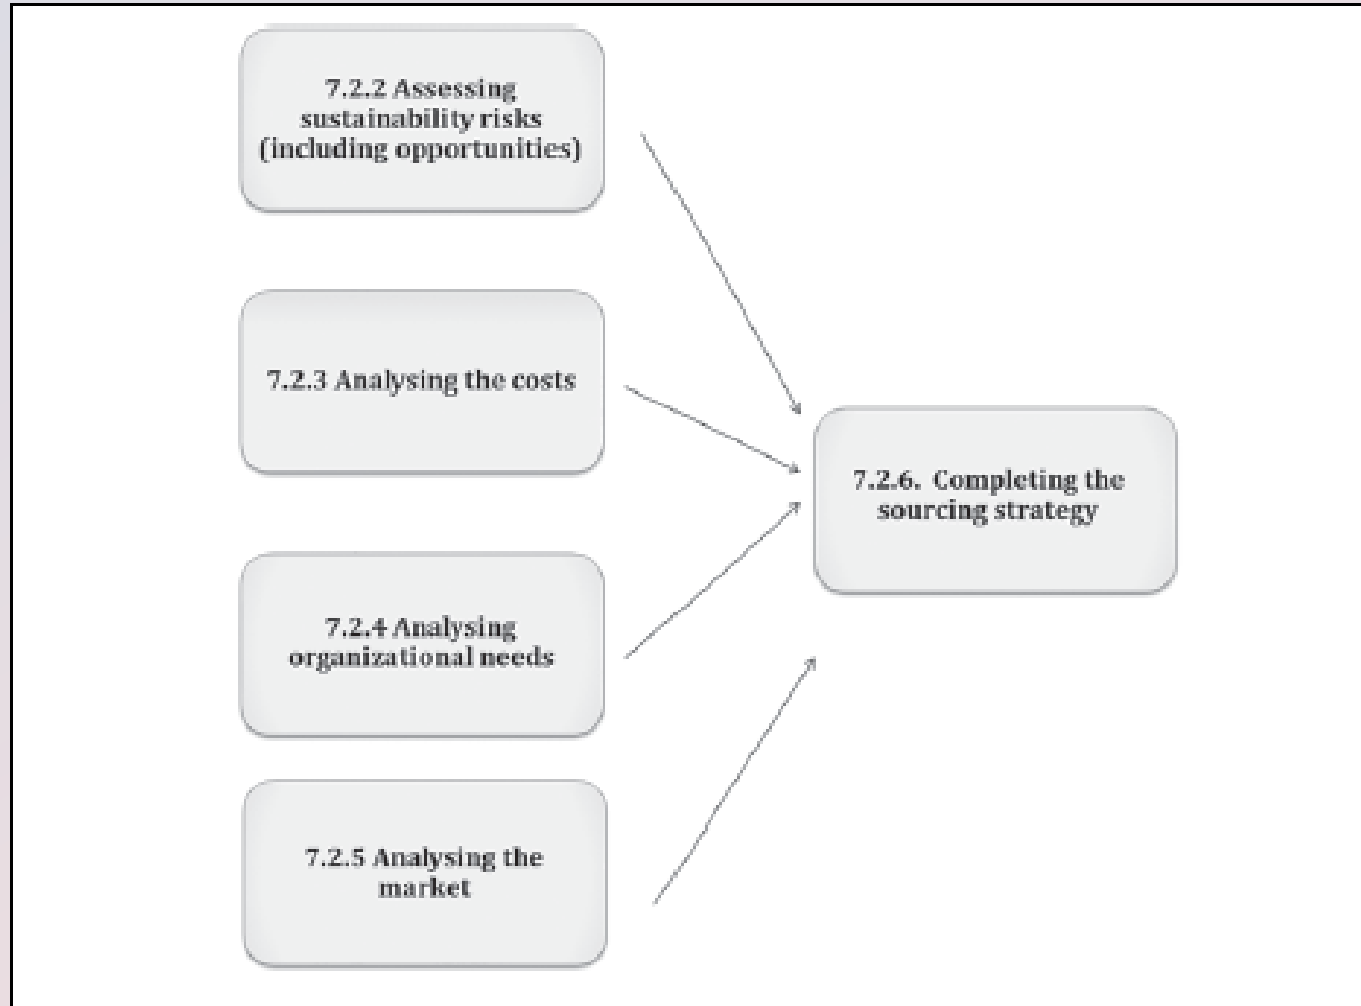 7.2.2 Assessing
sustainability risks
(including opportunities)
7.2.3 Analysing the costs
7.2.4 Analysing
organizational needs
7.2.5 Analysing the
market
7.2.6.  Completing the
sourcing strategy